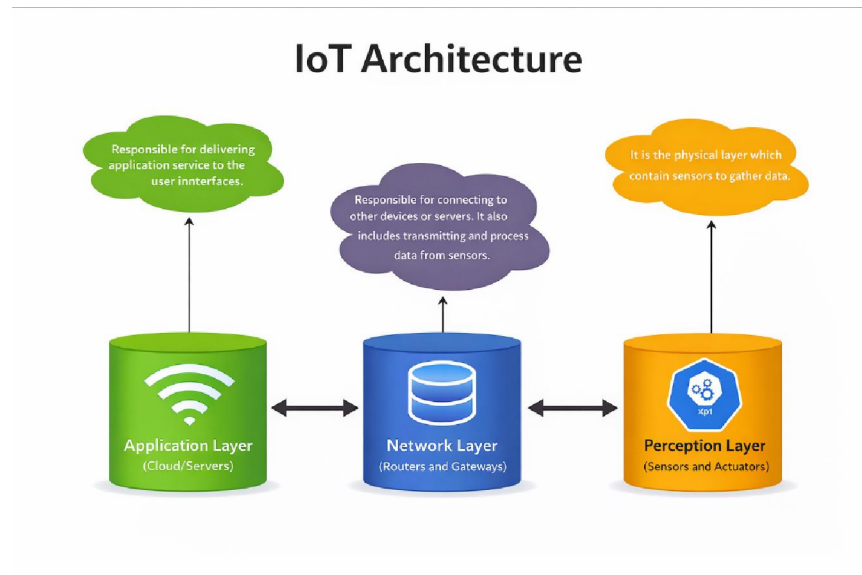 IoT Architecture
Responsible for delivering
application service to the
user innterfaces.
Responsible for connecting to
other devices or servers. It also
includes transmitting and process
data from sensors.
It is the physical layer which
contain sensors to gather data.
Application Layer
(Cloud/Servers)
Network Layer
(Routers and Gateways)
xp1
Perception Layer
(Sensors and Actuators)